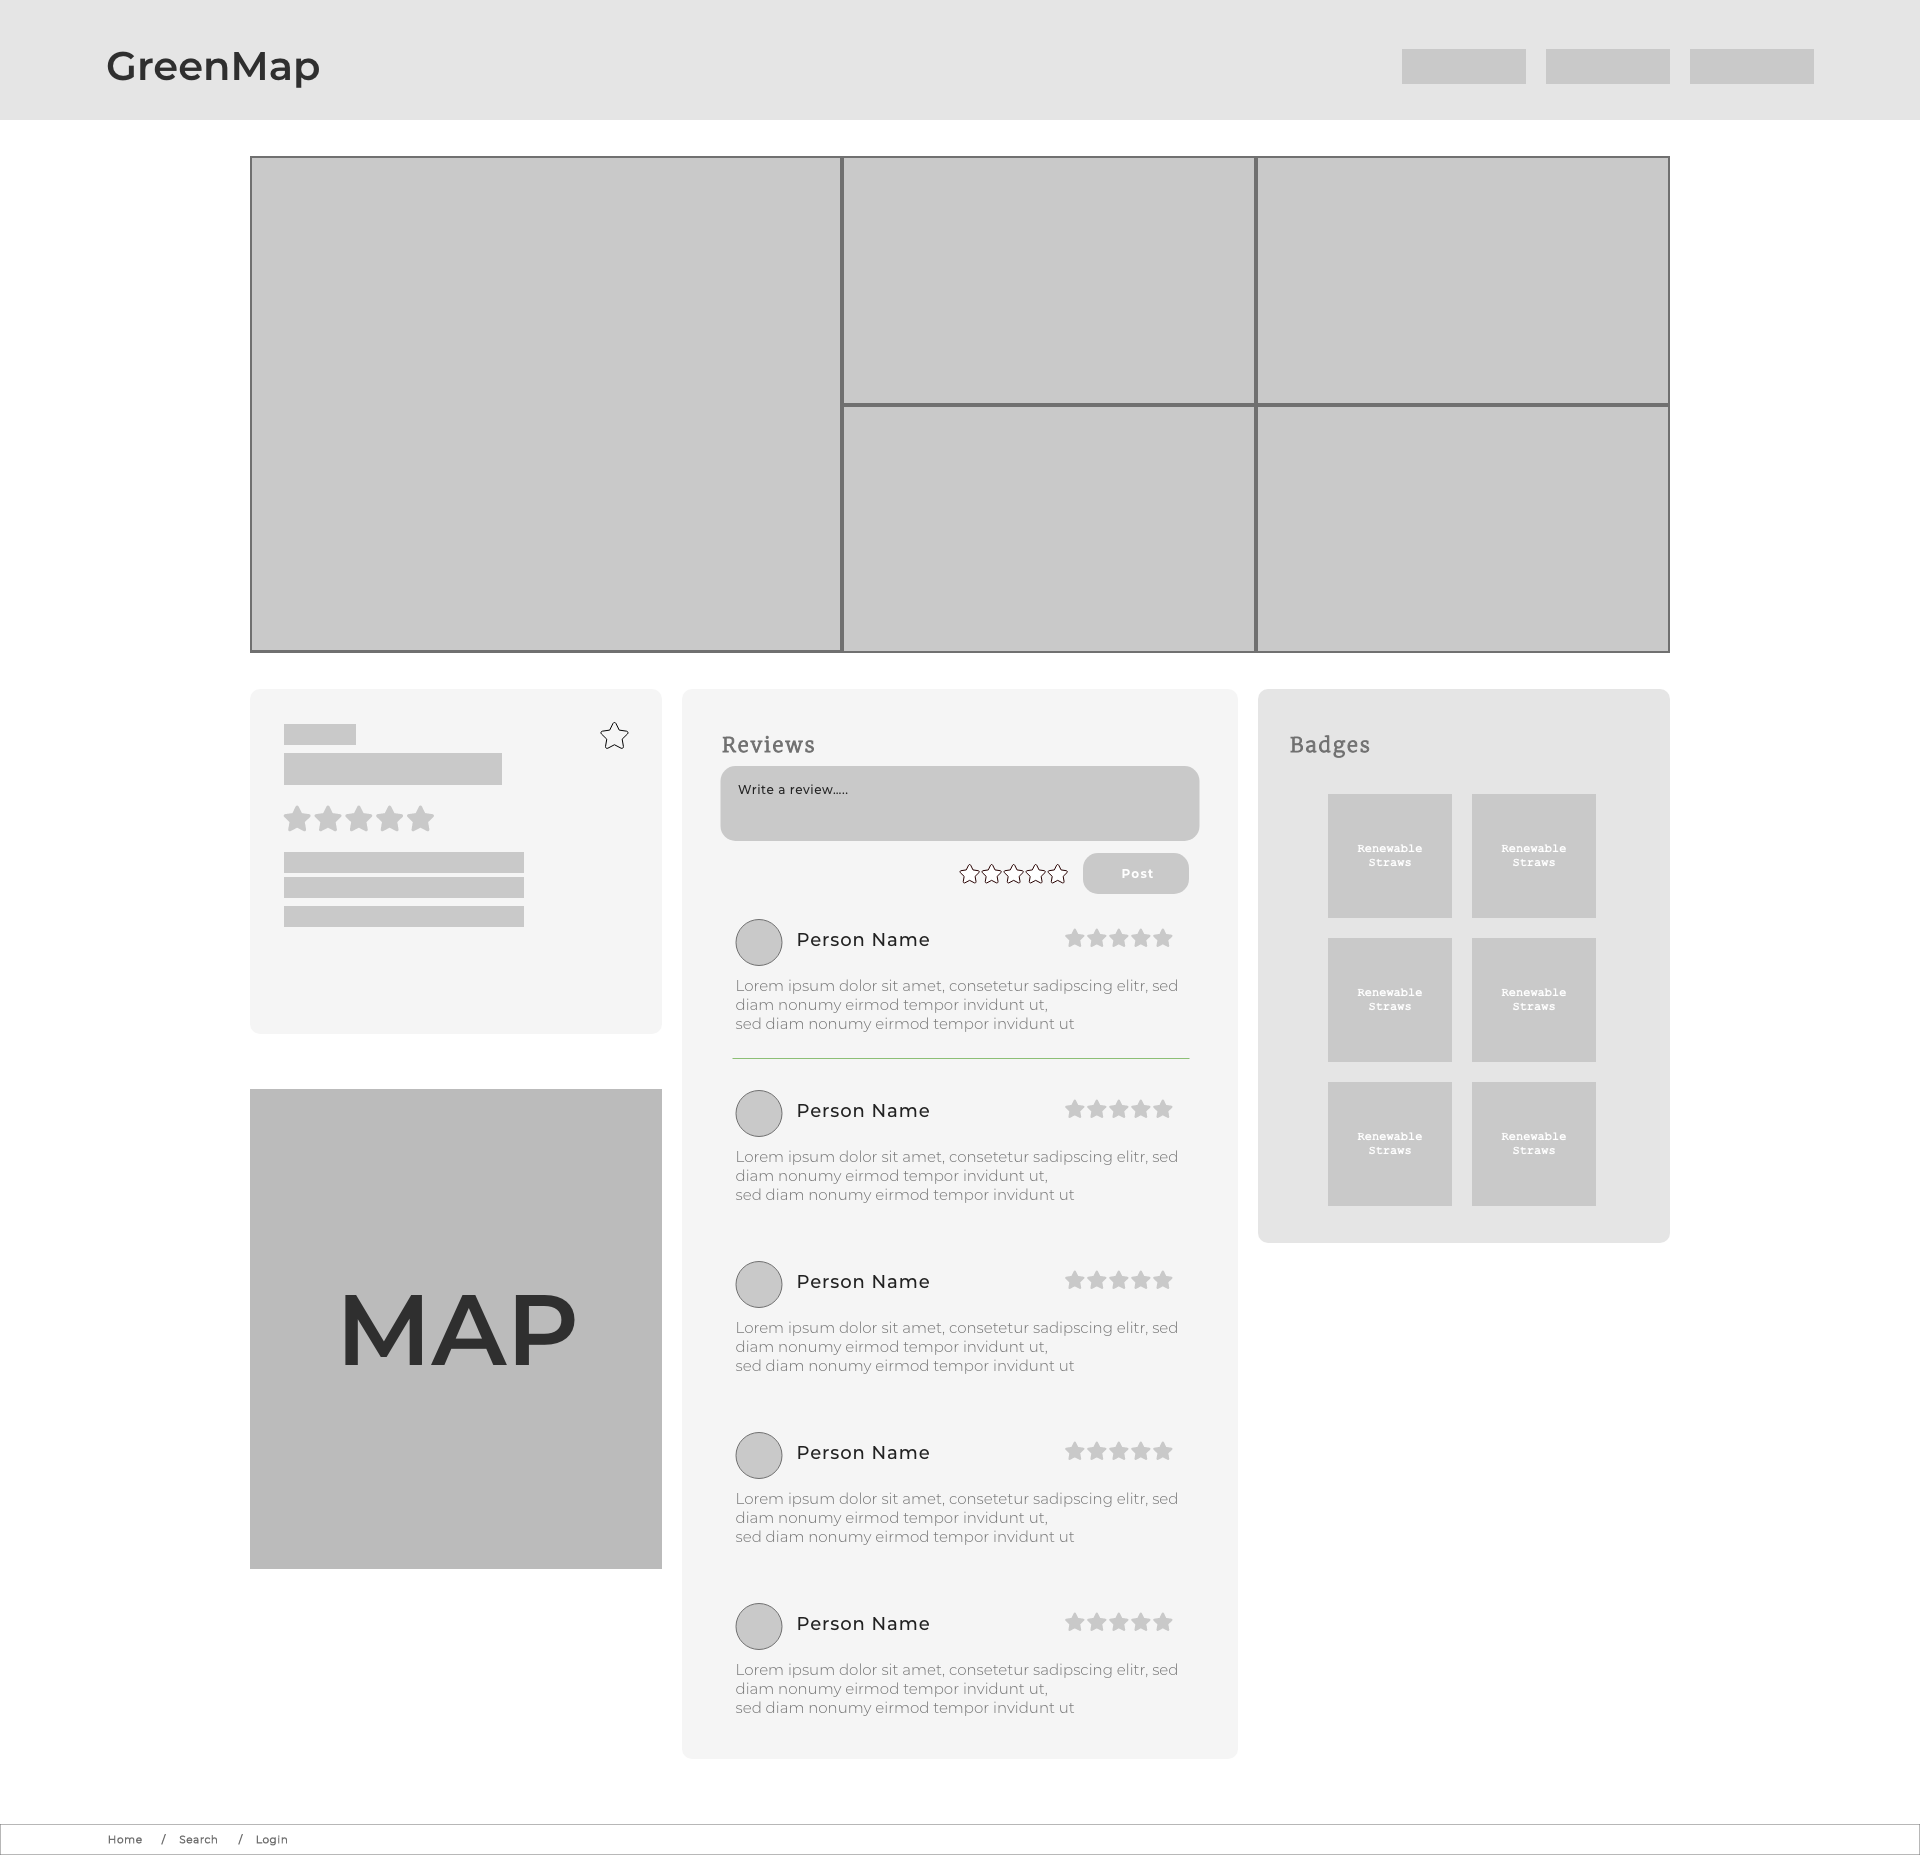 GreenMap
MAP
Reviews
Write a review.....
Post
Person Name
Lorem ipsum dolor sit amet, consetetur sadipscing elitr, sed
diam nonumy eirmod tempor invidunt ut,
sed diam nonumy eirmod tempor invidunt ut
Person Name
Lorem ipsum dolor sit amet, consetetur sadipscing elitr, sed
diam nonumy eirmod tempor invidunt ut,
sed diam nonumy eirmod tempor invidunt ut
Person Name
Lorem ipsum dolor sit amet, consetetur sadipscing elitr, sed
diam nonumy eirmod tempor invidunt ut,
sed diam nonumy eirmod tempor invidunt ut
Person Name
Lorem ipsum dolor sit amet, consetetur sadipscing elitr, sed
diam nonumy eirmod tempor invidunt ut,
sed diam nonumy eirmod tempor invidunt ut
Person Name
Lorem ipsum dolor sit amet, consetetur sadipscing elitr, sed
diam nonumy eirmod tempor invidunt ut,
sed diam nonumy eirmod tempor invidunt ut
Badges
Renewable
Straws
Renewable
Straws
Renewable
Straws
Renewable
Straws
Renewable
Straws
Renewable
Straws
Home / Search / Login